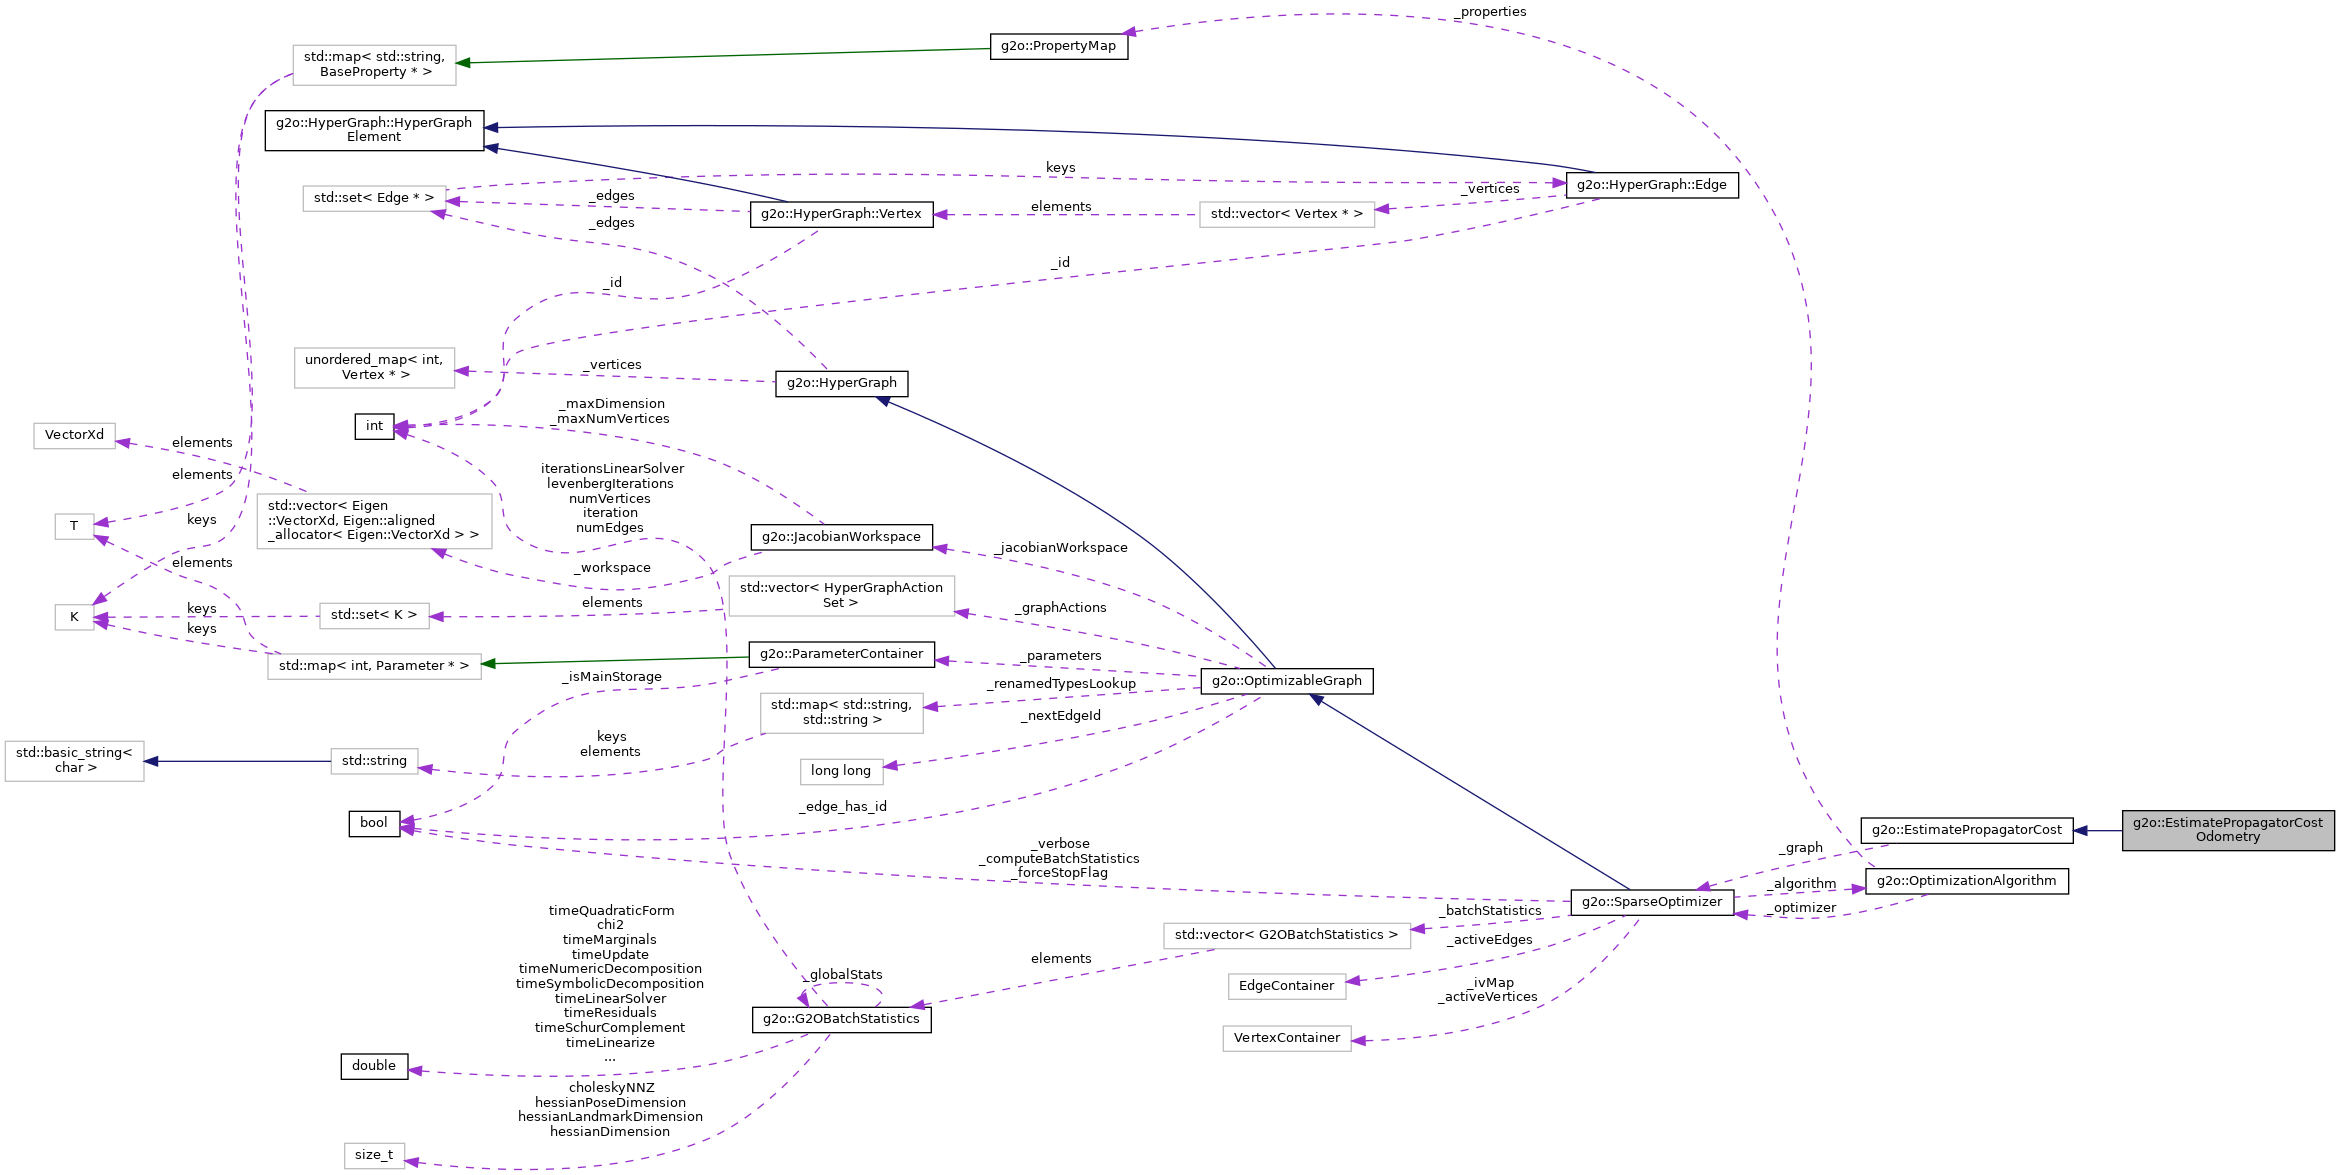 _properties
std::map< std::string,
BaseProperty * >
g2o::PropertyMap
g2o::HyperGraph::HyperGraph
Element
keys
g2o::HyperGraph::Edge
_vertices
std::set< Edge * >
_edges
g2o::HyperGraph::Vertex
elements
std::vector< Vertex * >
_edges
_id
_id
unordered_map< int,
Vertex * >
_vertices
g2o::HyperGraph
_maxDimension
_maxNumVertices
int
VectorXd
elements
elements
iterationsLinearSolver
levenbergIterations
numVertices
iteration
numEdges
std::vector< Eigen
::VectorXd, Eigen::aligned
_allocator< Eigen::VectorXd > >
T
keys
g2o::JacobianWorkspace
_jacobianWorkspace
elements
_workspace
std::vector< HyperGraphAction
Set >
_graphActions
K
keys
std::set< K >
elements
keys
std::map< int, Parameter * >
g2o::ParameterContainer
_parameters
_isMainStorage
g2o::OptimizableGraph
_renamedTypesLookup
std::map< std::string,
std::string >
_nextEdgeId
keys
elements
std::basic_string<
char >
std::string
long long
_edge_has_id
bool
g2o::EstimatePropagatorCost
g2o::EstimatePropagatorCost
Odometry
_verbose
_computeBatchStatistics
_forceStopFlag
_graph
_algorithm
g2o::OptimizationAlgorithm
g2o::SparseOptimizer
_optimizer
_batchStatistics
std::vector< G2OBatchStatistics >
_activeEdges
elements
EdgeContainer
_ivMap
_activeVertices
VertexContainer
_globalStats
g2o::G2OBatchStatistics
timeQuadraticForm
chi2
timeMarginals
timeUpdate
timeNumericDecomposition
timeSymbolicDecomposition
timeLinearSolver
timeResiduals
timeSchurComplement
timeLinearize
...
double
choleskyNNZ
hessianPoseDimension
hessianLandmarkDimension
hessianDimension
size_t